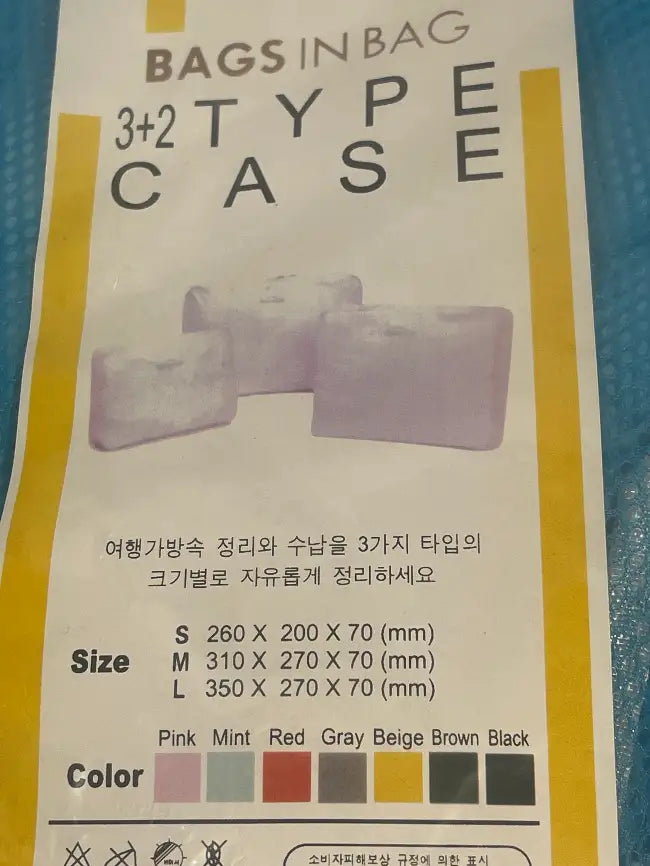 BAGS IN BAG
3+2 TYPE
CASE
여행가방속 정리와 수납을 3가지 타입의
크기별로 자유롭게 정리하세요
Size
S 260 X 200 X 70 (mm)
M 310 X 270 X 70 (mm)
L 350 X 270 X 70 (mm)
Pink Mint Red Gray Beige Brown Black
Color
소비자피해보상 규정에 의한 표시